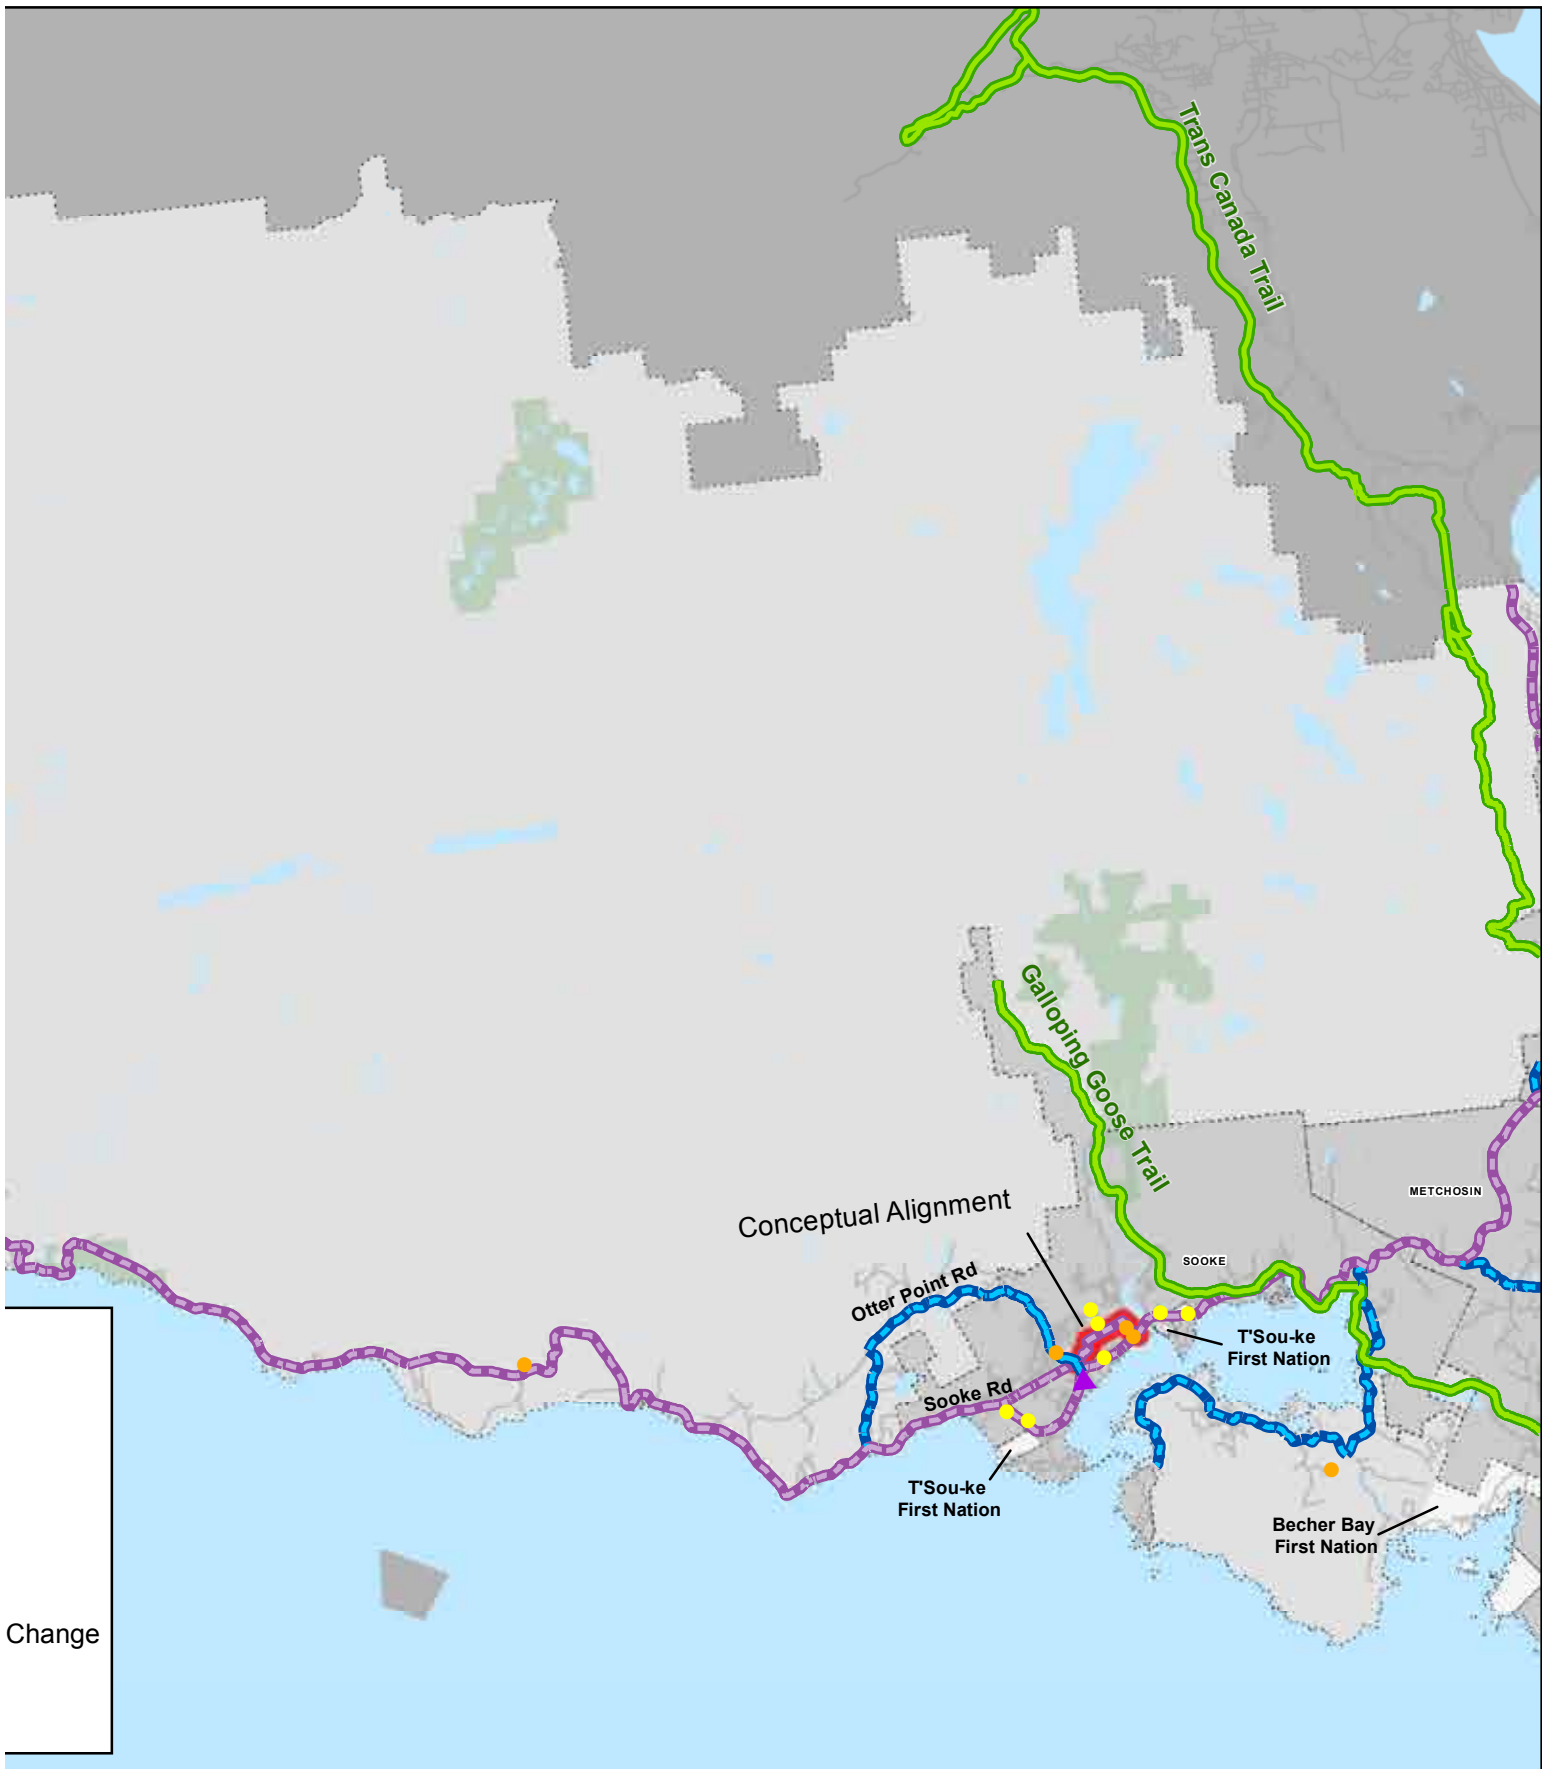 Trans Canada Trail
Galloping Goose Trail
METCHOSIN
Conceptual Alignment
SOOKE
Otter Point Rd
T'Sou-ke
First Nation
Sooke Rd
T'Sou-ke
First Nation
Becher Bay
First Nation
Change